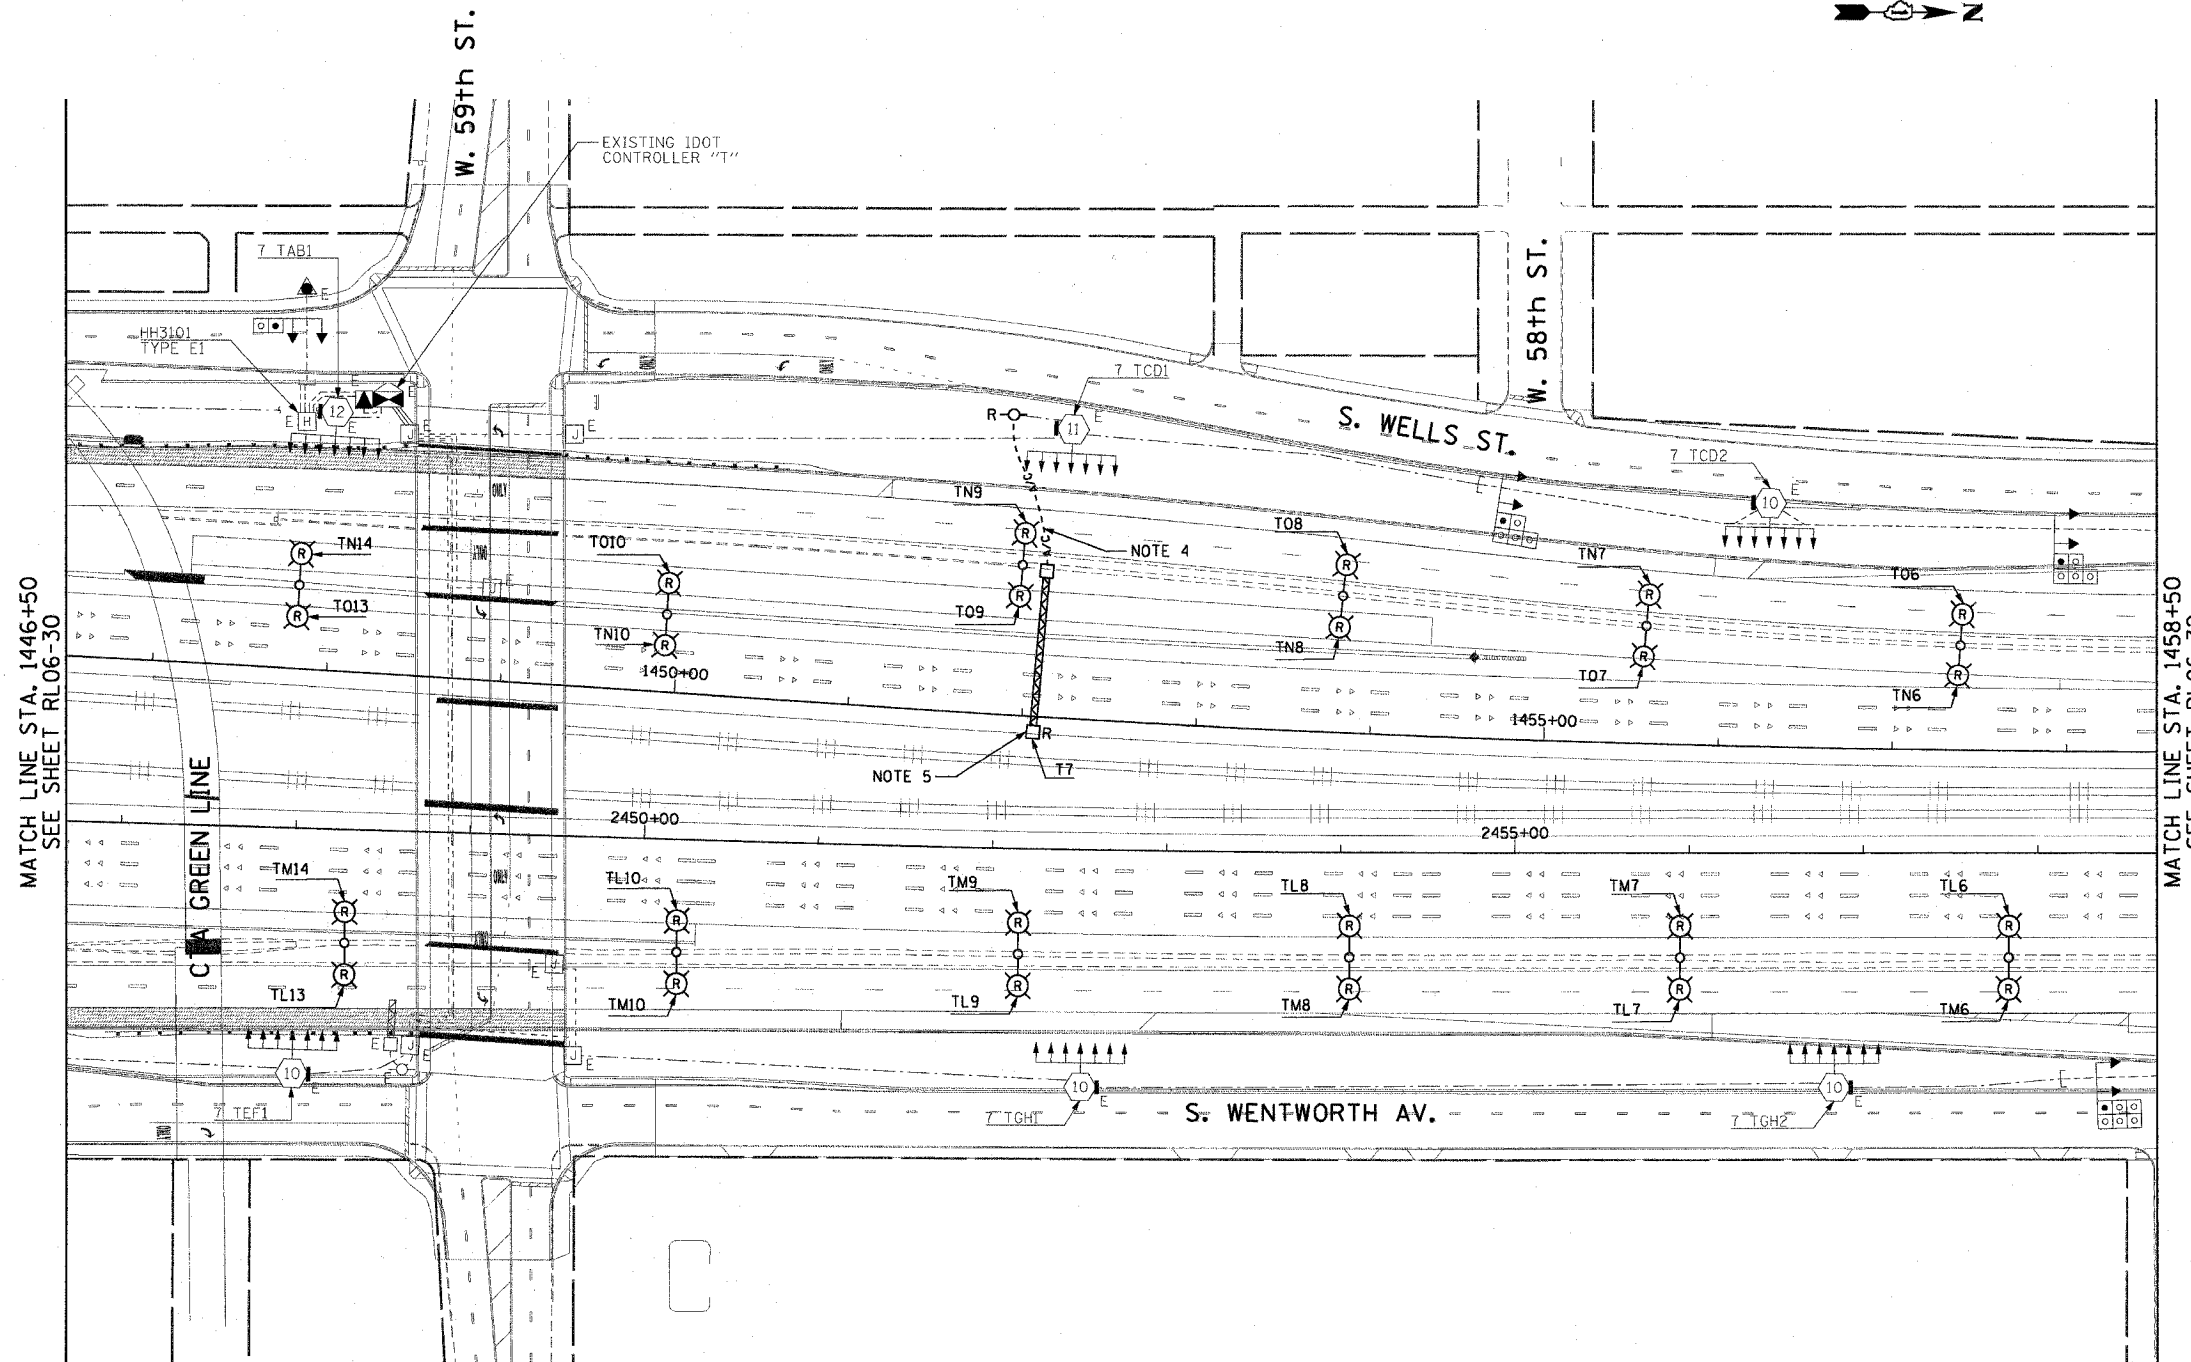 N
W. 59th ST.
EXISTING IDOT
CONTROLLER "T"
7 TAB1
E
HH3101
TYPE E1
E
12
E
E
H
E
E
J
E
J
E
W. 58th ST.
7 TCD1
R
11
E
S. WELLS ST.
7 TCD2
10
E
TN9
R
NOTE 4
TN14
R
TO13
R
TO10
R
TN10
R
1450+00
TO9
R
TO8
R
TN8
R
TN7
R
TO7
R
TO6
R
TN6
R
1455+00
ONLY
J
E
NOTE 5
R
T7
MATCH LINE STA. 1446+50
SEE SHEET RL06-30
MATCH LINE STA. 1458+50
CTA GREEN LINE
2450+00
2455+00
TM14
R
TL13
R
TL10
R
TM10
R
TM9
R
TL9
R
TL8
R
TM8
R
TM7
R
TL7
R
TL6
R
TM6
R
ONLY
J
E
E
J
E
E
J
E
10
E
7 TEF1
10
E
7 TGH1
S. WENTWORTH AV.
10
E
7 TGH2